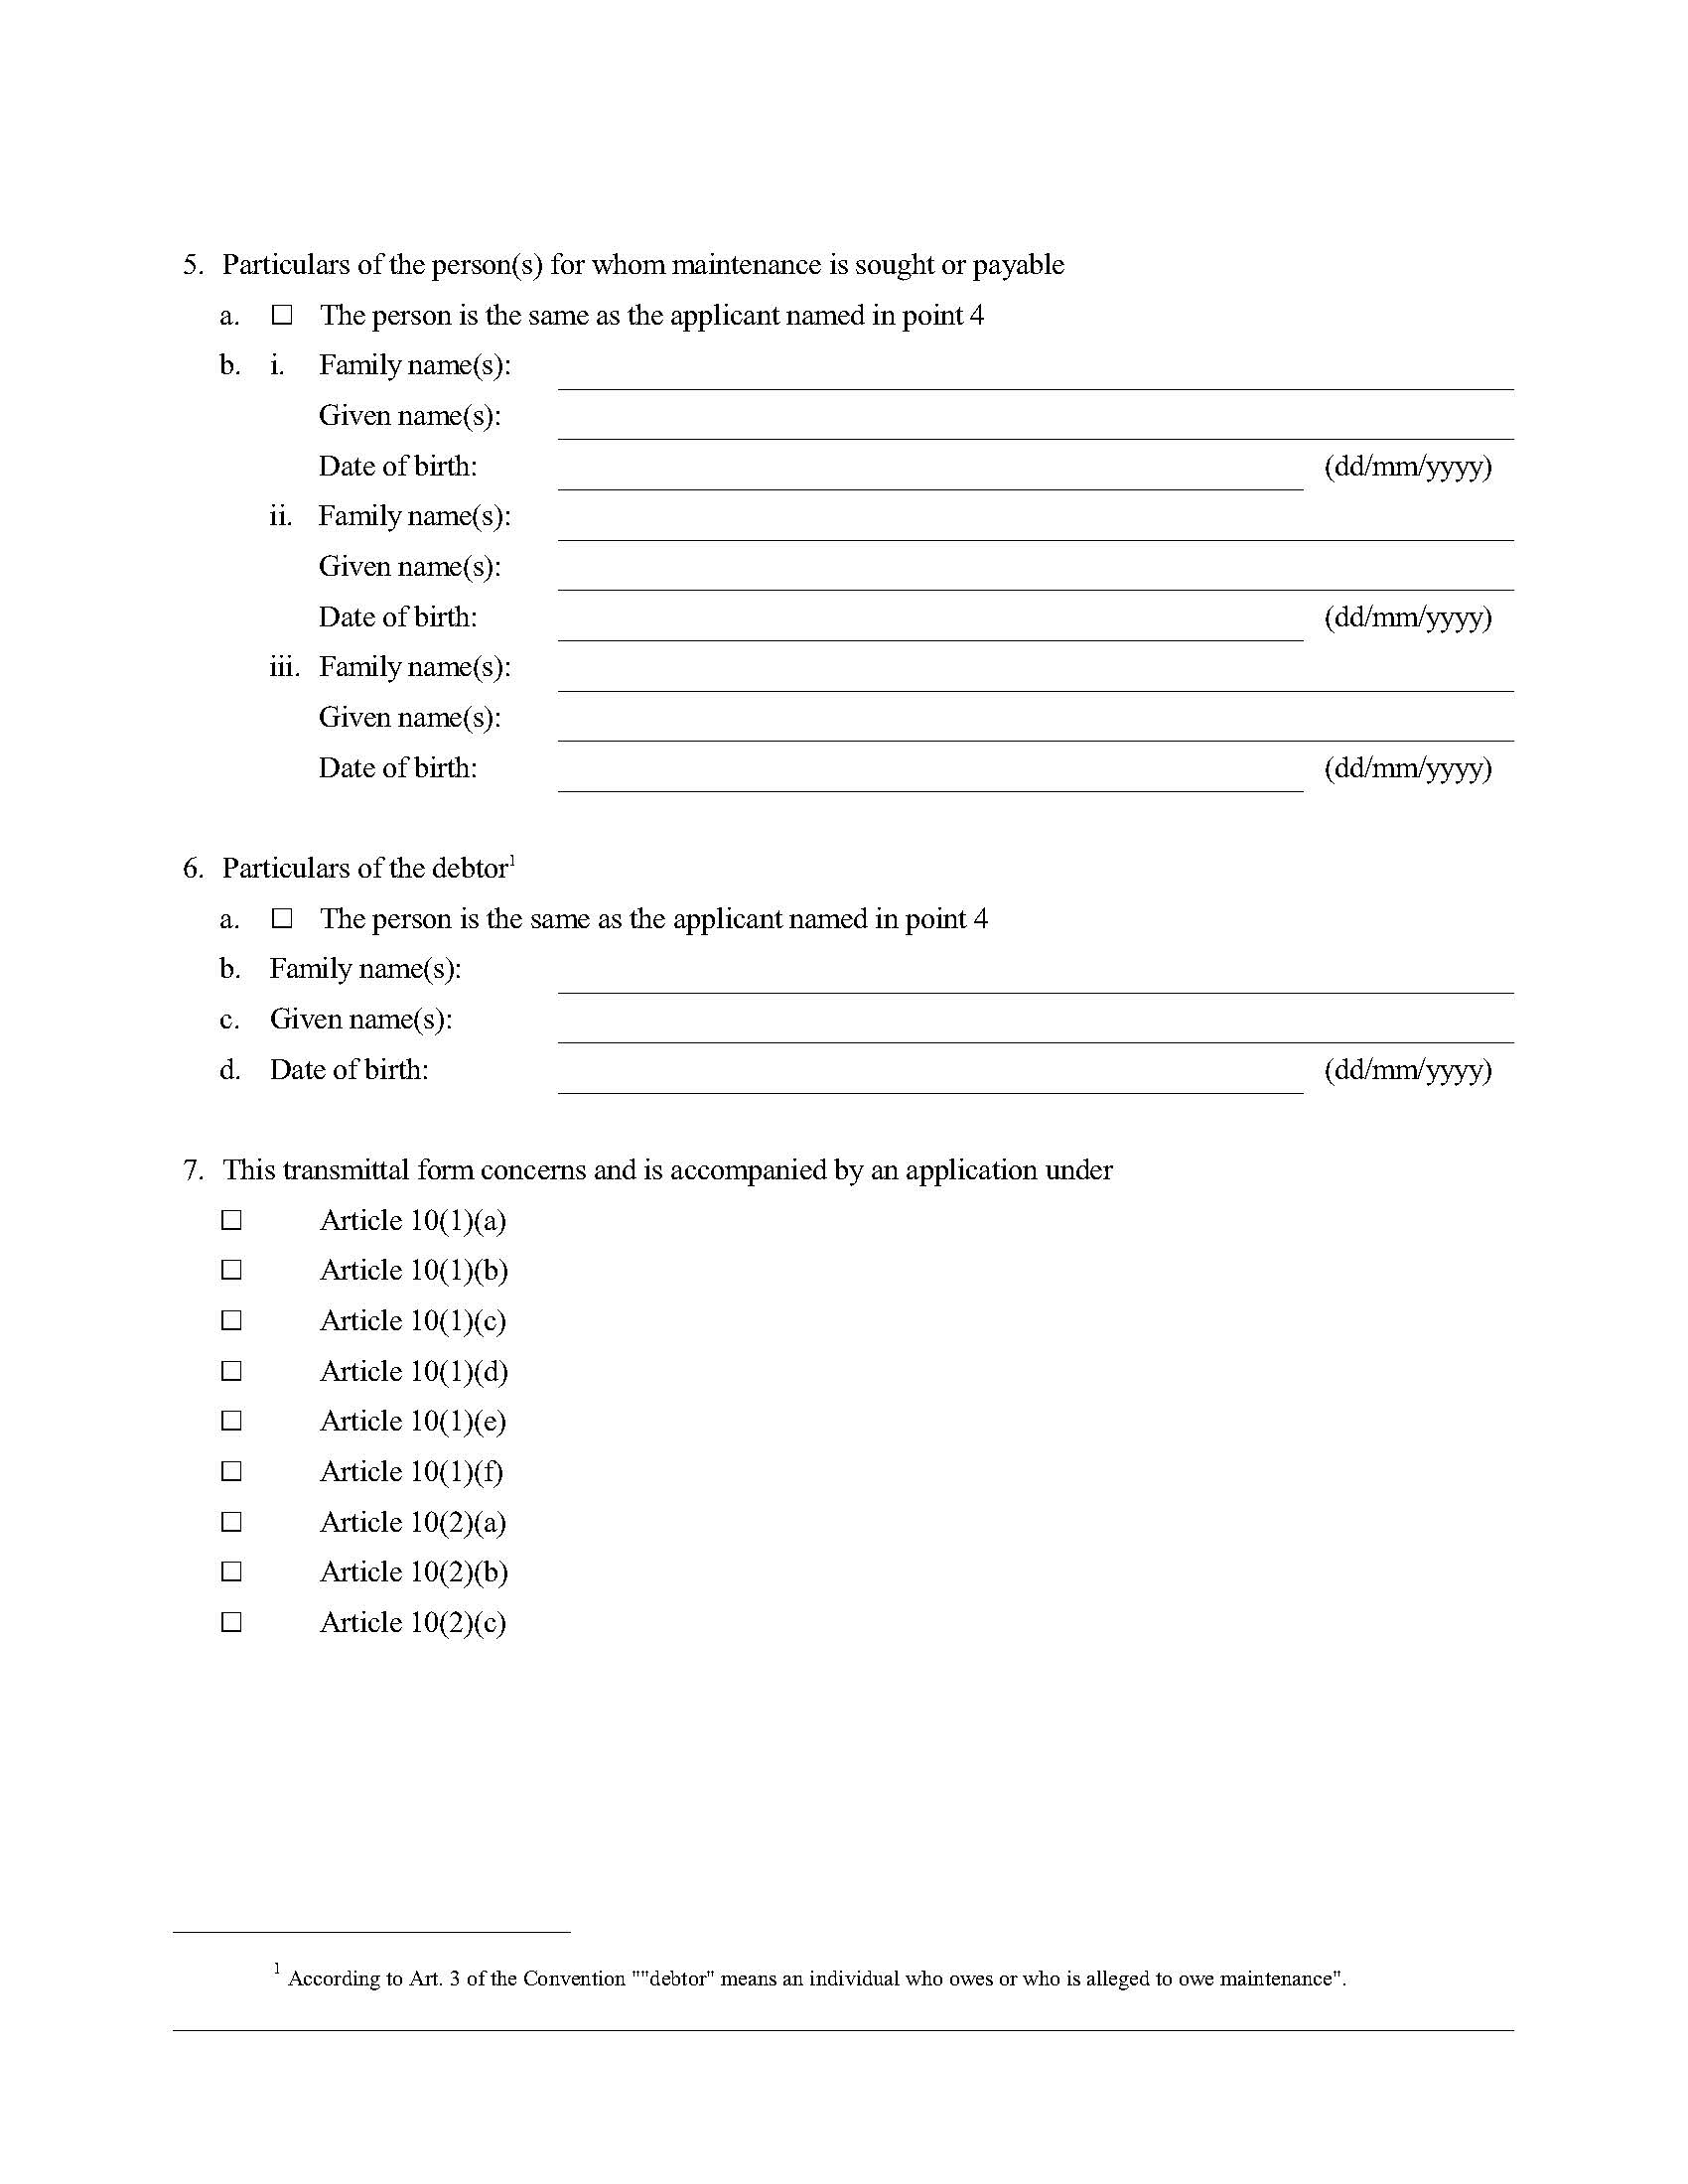 5. Particulars of the person(s) for whom maintenance is sought or payable
a. ☐ The person is the same as the applicant named in point 4
b. i. Family name(s):
Given name(s):
Date of birth: (dd/mm/yyyy)
ii. Family name(s):
Given name(s):
Date of birth: (dd/mm/yyyy)
iii. Family name(s):
Given name(s):
Date of birth: (dd/mm/yyyy)
6. Particulars of the debtor1
a. ☐ The person is the same as the applicant named in point 4
b. Family name(s):
c. Given name(s):
d. Date of birth: (dd/mm/yyyy)
7. This transmittal form concerns and is accompanied by an application under
☐ Article 10(1)(a)
☐ Article 10(1)(b)
☐ Article 10(1)(c)
☐ Article 10(1)(d)
☐ Article 10(1)(e)
☐ Article 10(1)(f)
☐ Article 10(2)(a)
☐ Article 10(2)(b)
☐ Article 10(2)(c)
1 According to Art. 3 of the Convention ""debtor" means an individual who owes or who is alleged to owe maintenance".